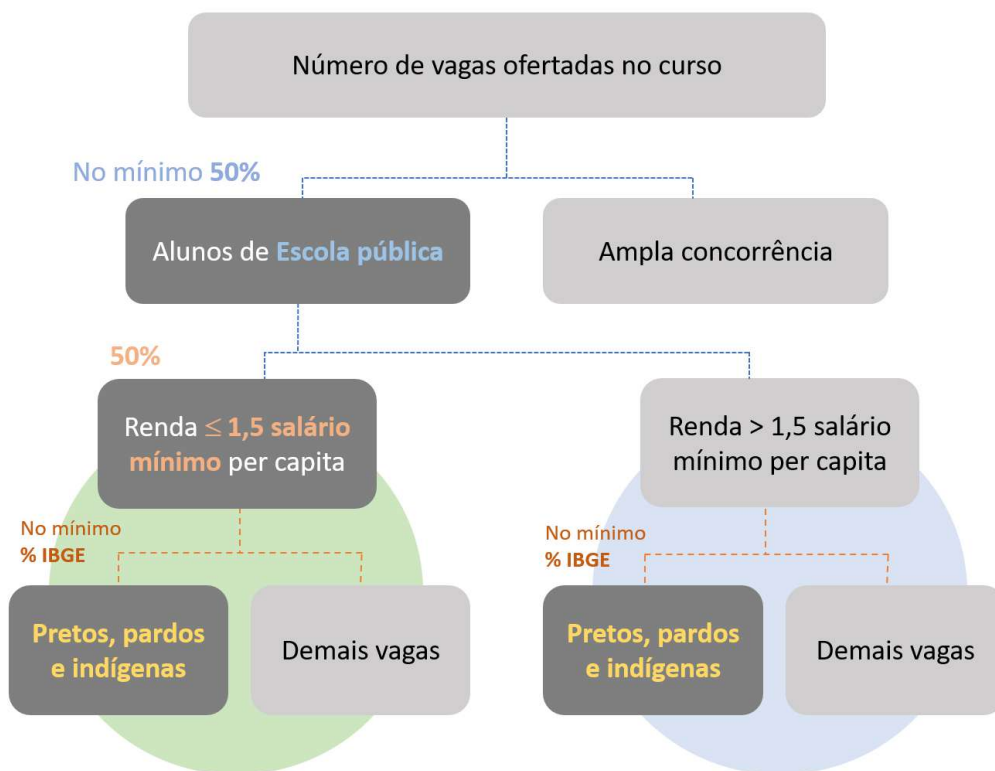 Número de vagas ofertadas no curso
No mínimo 50%
Alunos de Escola pública
Ampla concorrência
50%
Renda ≤ 1,5 salário
mínimo per capita
Renda > 1,5 salário
mínimo per capita
No mínimo
% IBGE
Pretos, pardos
e indígenas
Demais vagas
No mínimo
% IBGE
Pretos, pardos
e indígenas
Demais vagas